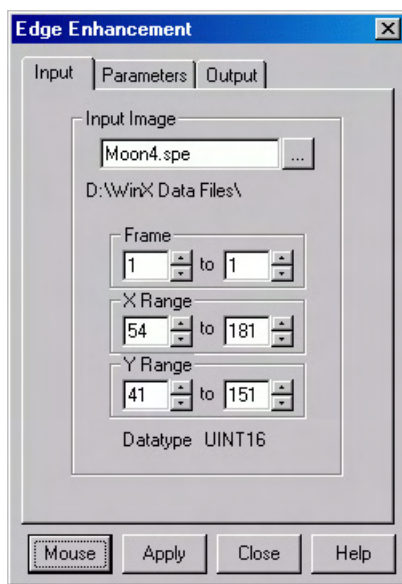 Edge Enhancement
Input Parameters Output
Input Image
Moon4.spe ...
D:\WinX Data Files\
Frame
1 to 1
X Range
54 to 181
Y Range
41 to 151
Datatype UINT16
Mouse Apply Close Help